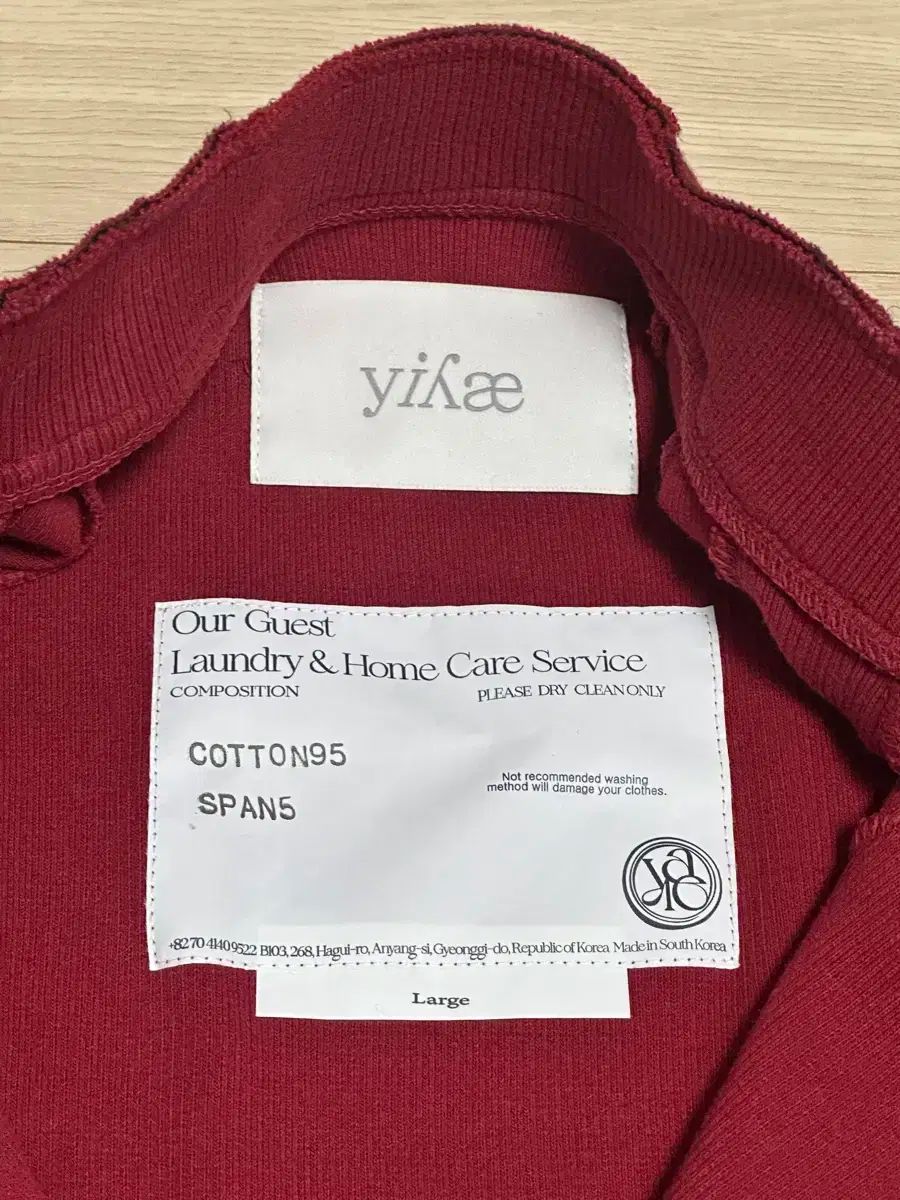 yiʎæ
Our Guest
Laundry & Home Care Service
COMPOSITION
PLEASE DRY CLEAN ONLY
COTTON95
SPAN5
Not recommended washing
method will damage your clothes.
+82 70 4140 9522 B103, 268, Hagui-ro, Anyang-si, Gyeonggi-do, Republic of Korea Made in South Korea
Large